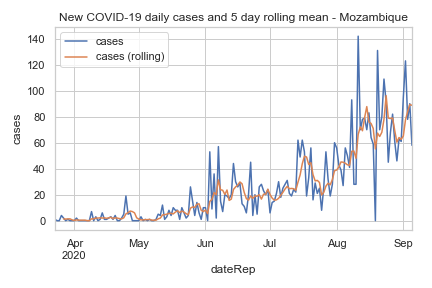 New COVID-19 daily cases and 5 day rolling mean - Mozambique
cases
cases (rolling)
140
120
100
80
60
40
20
0
cases
Apr
2020
May
Jun
Jul
Aug
Sep
dateRep